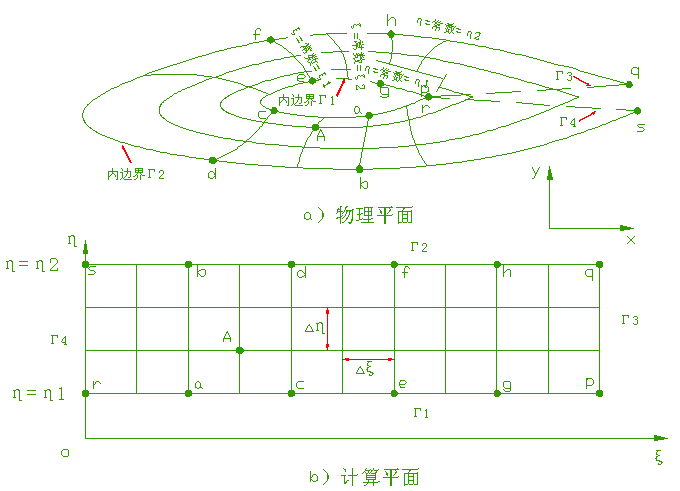 f
h
η=常数=η2
ξ=常数=ξ1
ξ=常数=ξ2
η=常数=η1
Γ3
q
e
内边界Γ1
g
p
c
a
r
Γ4
s
A
内边界Γ2
d
b
y
x
a）物理平面
η
Γ2
η=η2
s
b
d
f
h
q
Γ4
Γ3
Δη
A
Δξ
η=η1
r
a
c
e
g
p
Γ1
o
ξ
b）计算平面